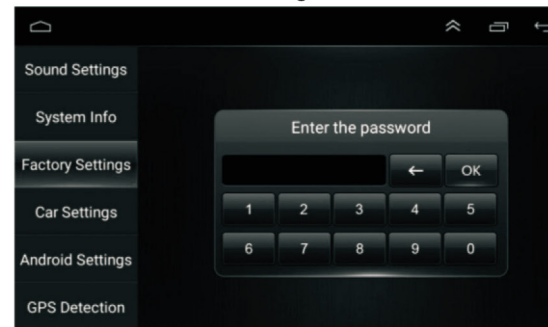 Sound Settings
System Info
Factory Settings
Car Settings
Android Settings
GPS Detection
Enter the password
← OK
1 2 3 4 5
6 7 8 9 0